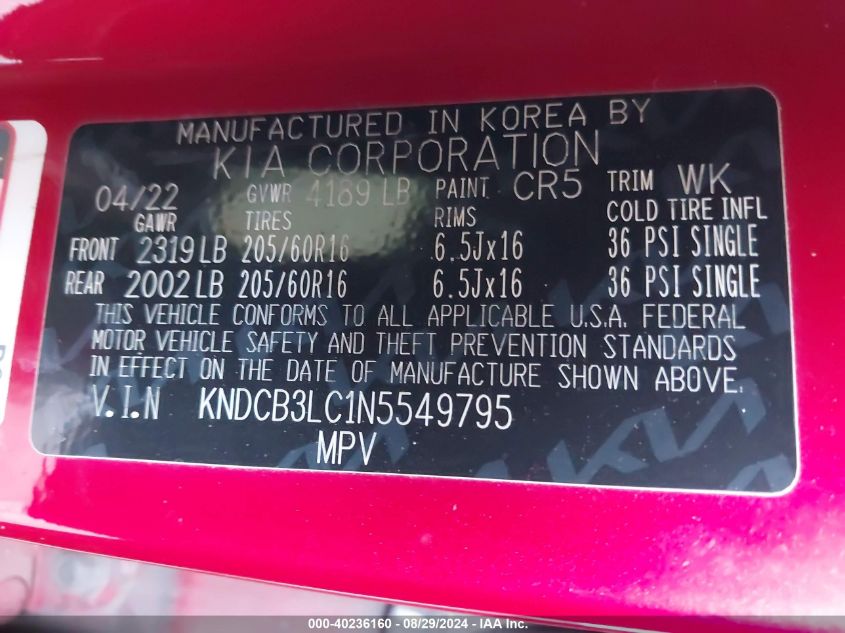 MANUFACTURED IN KOREA BY
KIA CORPORATION
04/22 GVWR 4189 LB PAINT CR5 TRIM WK
GAWR TIRES RIMS COLD TIRE INFL
FRONT 2319 LB 205/60R16 6.5Jx16 36 PSI SINGLE
REAR 2002 LB 205/60R16 6.5Jx16 36 PSI SINGLE
THIS VEHICLE CONFORMS TO ALL APPLICABLE U.S.A. FEDERAL
MOTOR VEHICLE SAFETY AND THEFT PREVENTION STANDARDS
IN EFFECT ON THE DATE OF MANUFACTURE SHOWN ABOVE.
V.I.N KNDCB3LC1N5549795
MPV
000-40236160 - 08/29/2024 - IAAI Inc.